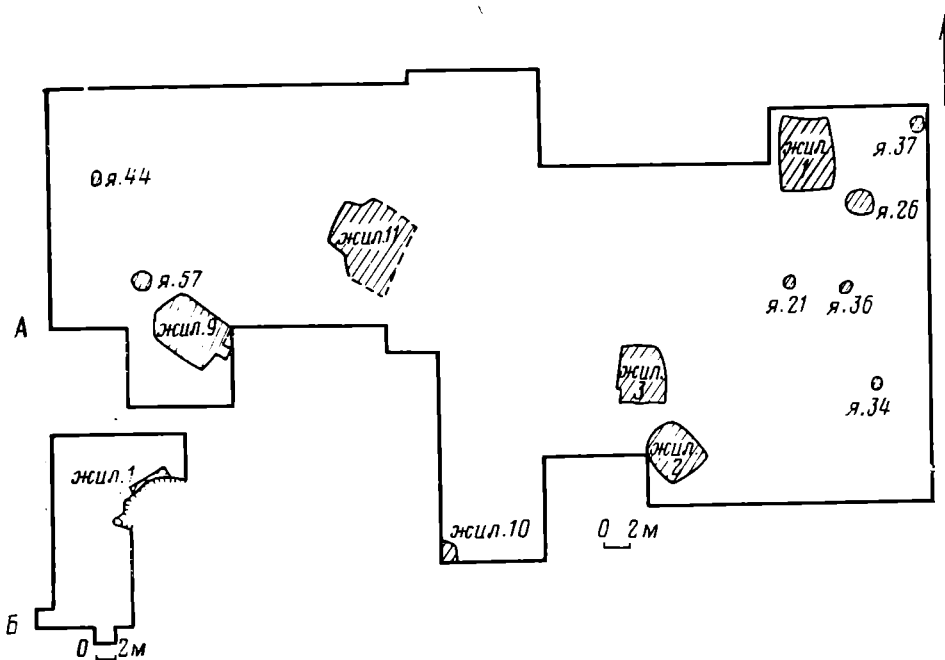 я.37
жил.
1
я.44
я.26
жил.11
я.57
я.21
я.36
А
жил.9
жил.
3
я.34
жил.
2
жил.1
жил.10
0 2м
Б
0 2м